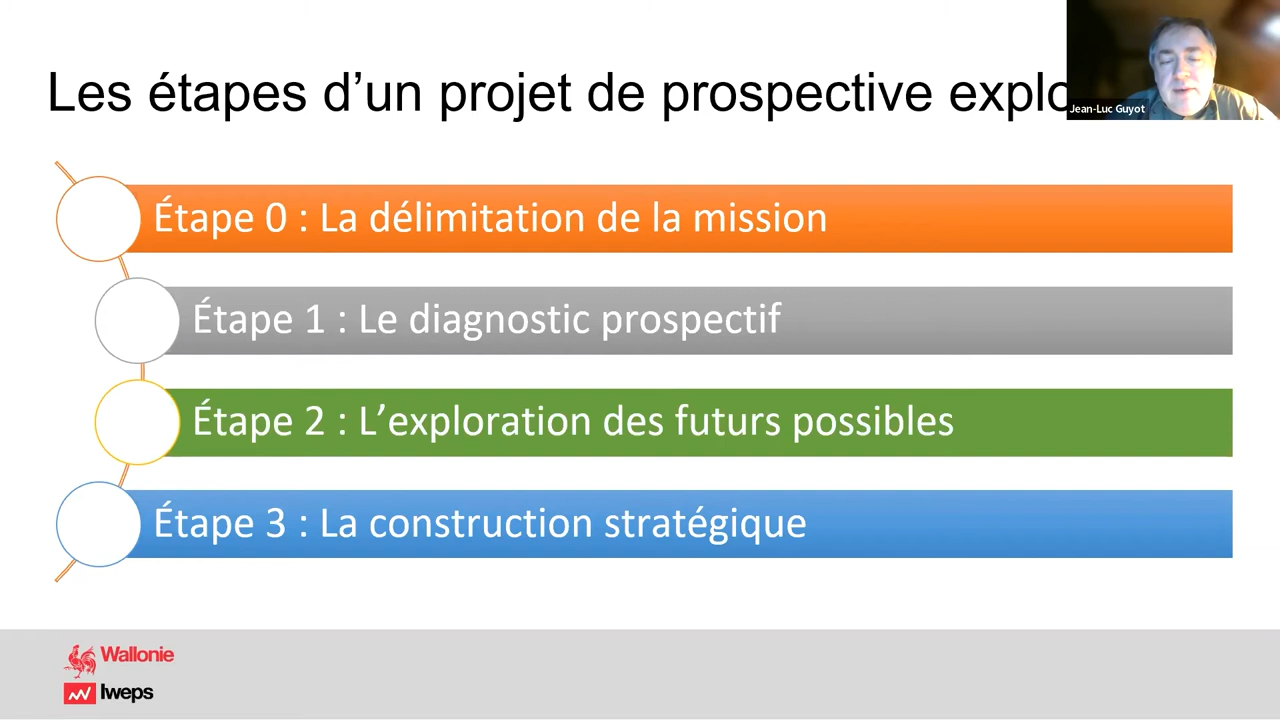 Les étapes d’un projet de prospective explo
Jean-Luc Guyot
Étape 0 : La délimitation de la mission
Étape 1 : Le diagnostic prospectif
Étape 2 : L’exploration des futurs possibles
Étape 3 : La construction stratégique
Wallonie
Iweps